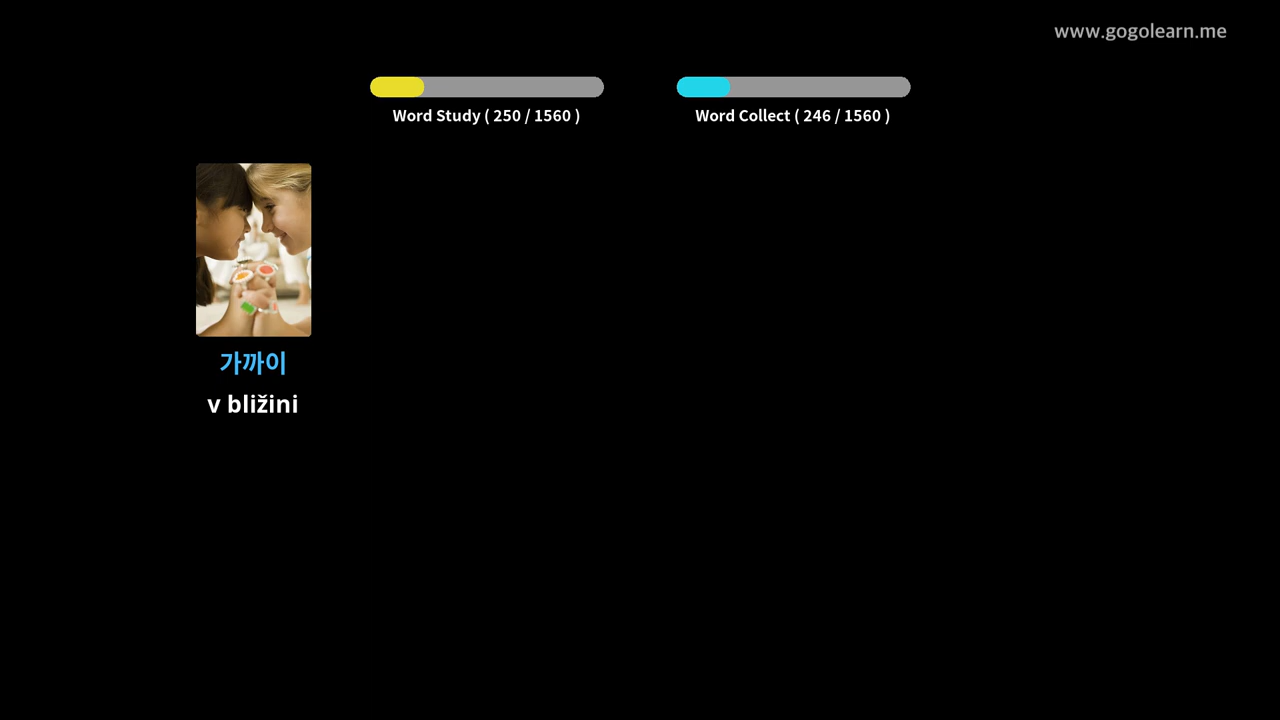 www.gogolearn.me
Word Study ( 250 / 1560 )
Word Collect ( 246 / 1560 )
가까이
v bližini